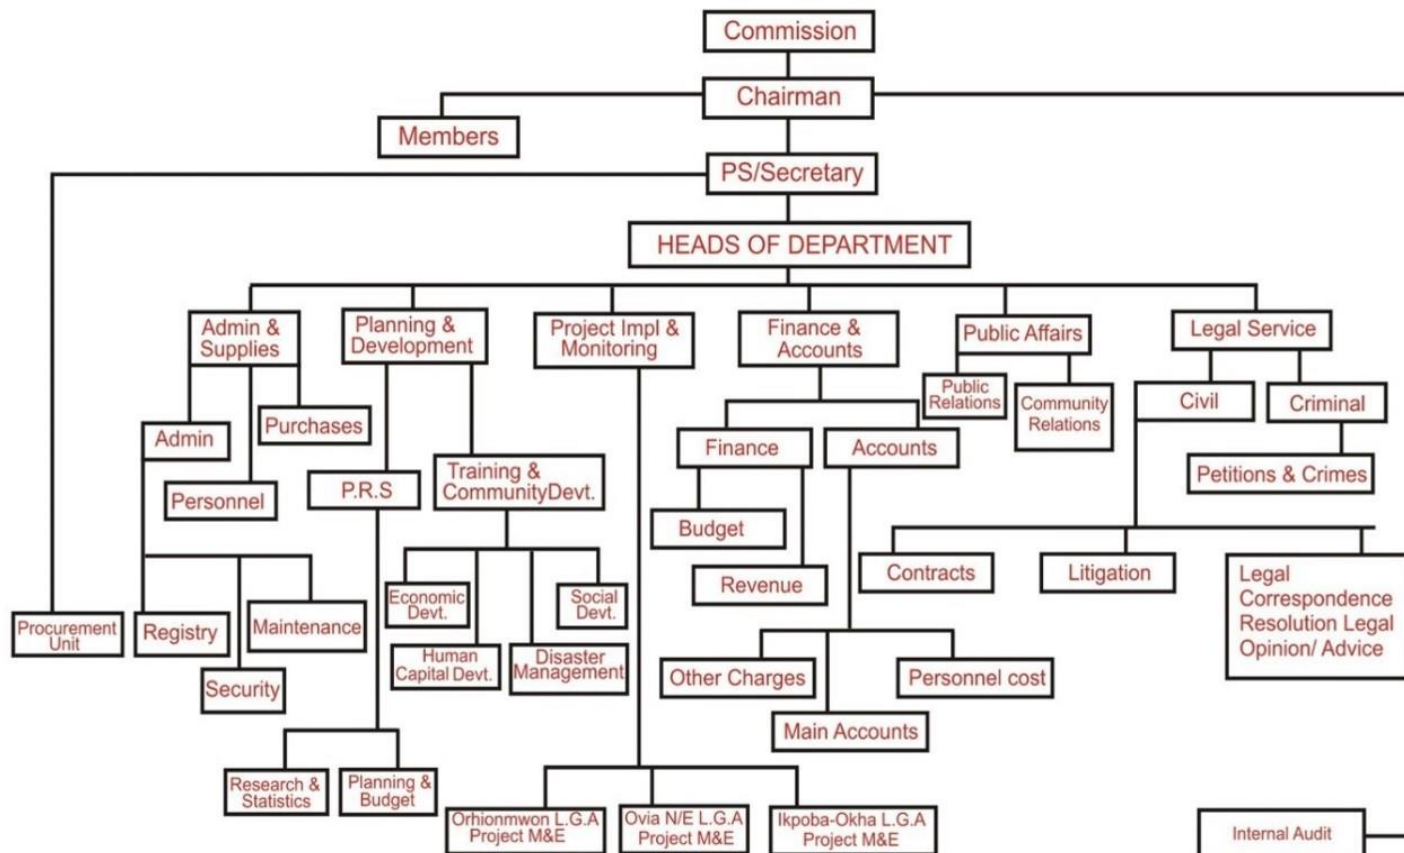 Commission
Chairman
Members
PS/Secretary
HEADS OF DEPARTMENT
Admin &
Supplies
Planning &
Development
Project Impl &
Monitoring
Finance &
Accounts
Public Affairs
Legal Service
Public
Relations
Community
Relations
Civil
Criminal
Purchases
Admin
Finance
Accounts
Petitions & Crimes
P.R.S
Training &
CommunityDevt.
Personnel
Budget
Revenue
Contracts
Litigation
Legal
Correspondence
Resolution Legal
Opinion/ Advice
Economic
Devt.
Social
Devt.
Procurement
Unit
Registry
Maintenance
Human
Capital Devt.
Disaster
Management
Security
Other Charges
Personnel cost
Main Accounts
Research &
Statistics
Planning &
Budget
Orhionmwon L.G.A
Project M&E
Ovia N/E L.G.A
Project M&E
Ikpoba-Okha L.G.A
Project M&E
Internal Audit